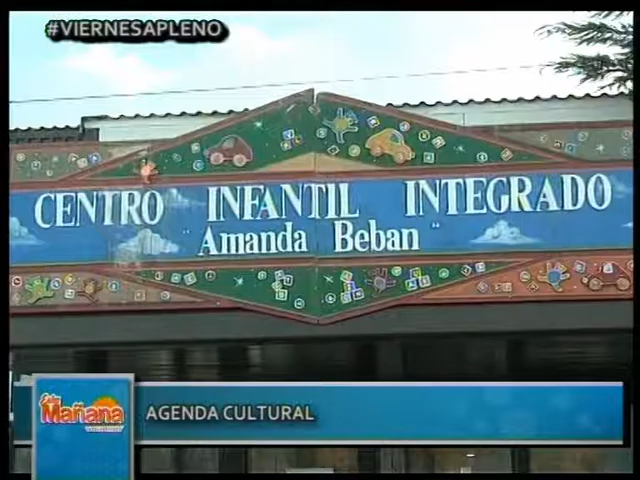 #VIERNESAPLENO
CENTRO INFANTIL INTEGRADO
"Amanda Beban"
Mañana
AGENDA CULTURAL